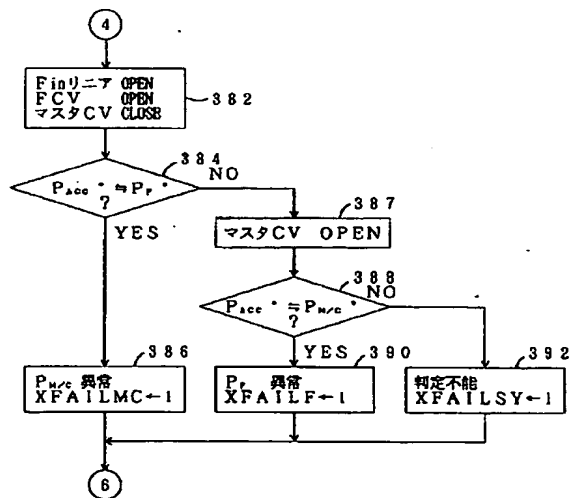 4
Finリニア OPEN
FCV OPEN
マスタCV CLOSE
382
384
PACC * ≒ PF *
?
NO
YES
387
マスタCV OPEN
388
PACC * ≒ PM/C *
?
NO
YES
386
PM/C 異常
XFAILMC←1
390
PF 異常
XFAILF←1
392
判定不能
XFAILSY←1
6